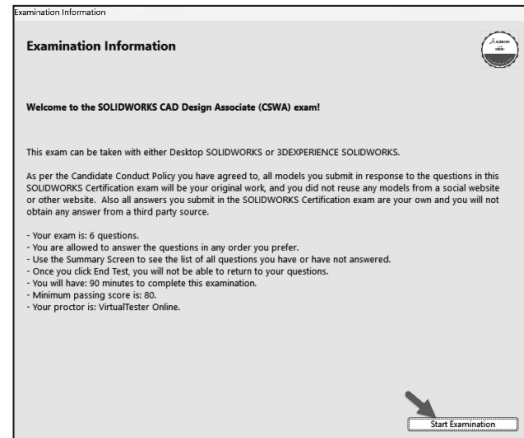 Examination Information
Examination Information
Welcome to the SOLIDWORKS CAD Design Associate (CSWA) exam!
This exam can be taken with either Desktop SOLIDWORKS or 3DEXPERIENCE SOLIDWORKS.
As per the Candidate Conduct Policy you have agreed to, all models you submit in response to the questions in this
SOLIDWORKS Certification exam will be your original work, and you did not reuse any models from a social website
or other website. Also all answers you submit in the SOLIDWORKS Certification exam are your own and you will not
obtain any answer from a third party source.
- Your exam is: 6 questions.
- You are allowed to answer the questions in any order you prefer.
- Use the Summary Screen to see the list of all questions you have or have not answered.
- Once you click End Test, you will not be able to return to your questions.
- You will have: 90 minutes to complete this examination.
- Minimum passing score is: 80.
- Your proctor is: VirtualTester Online.
Start Examination